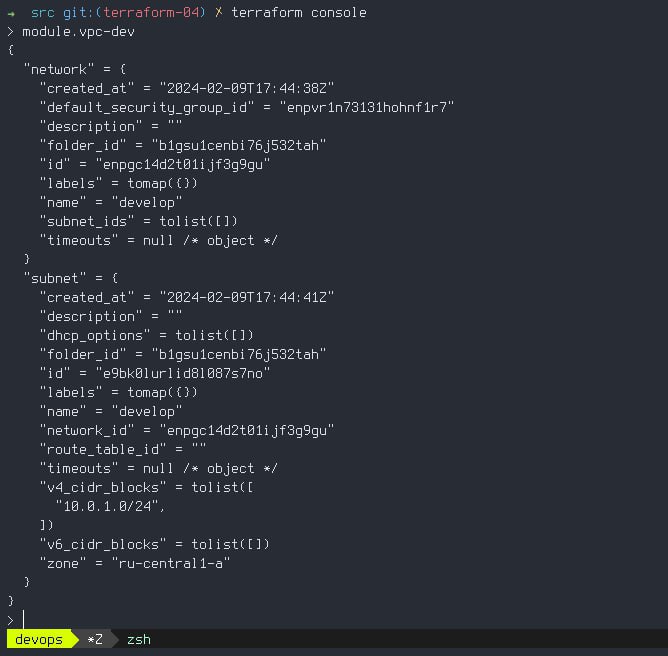 → src git:(terraform-04) ✗ terraform console
> module.vpc-dev
{
  "network" = {
    "created_at" = "2024-02-09T17:44:38Z"
    "default_security_group_id" = "enpvr1n73131hohnf1r7"
    "description" = ""
    "folder_id" = "b1gsu1cenbi76j532tah"
    "id" = "enpgc14d2t01ijf3g9gu"
    "labels" = tomap({})
    "name" = "develop"
    "subnet_ids" = tolist([])
    "timeouts" = null /* object */
  }
  "subnet" = {
    "created_at" = "2024-02-09T17:44:41Z"
    "description" = ""
    "dhcp_options" = tolist([])
    "folder_id" = "b1gsu1cenbi76j532tah"
    "id" = "e9bk0lurlid8l087s7no"
    "labels" = tomap({})
    "name" = "develop"
    "network_id" = "enpgc14d2t01ijf3g9gu"
    "route_table_id" = ""
    "timeouts" = null /* object */
    "v4_cidr_blocks" = tolist([
      "10.0.1.0/24",
    ])
    "v6_cidr_blocks" = tolist([])
    "zone" = "ru-central1-a"
  }
}
>
devops *Z zsh